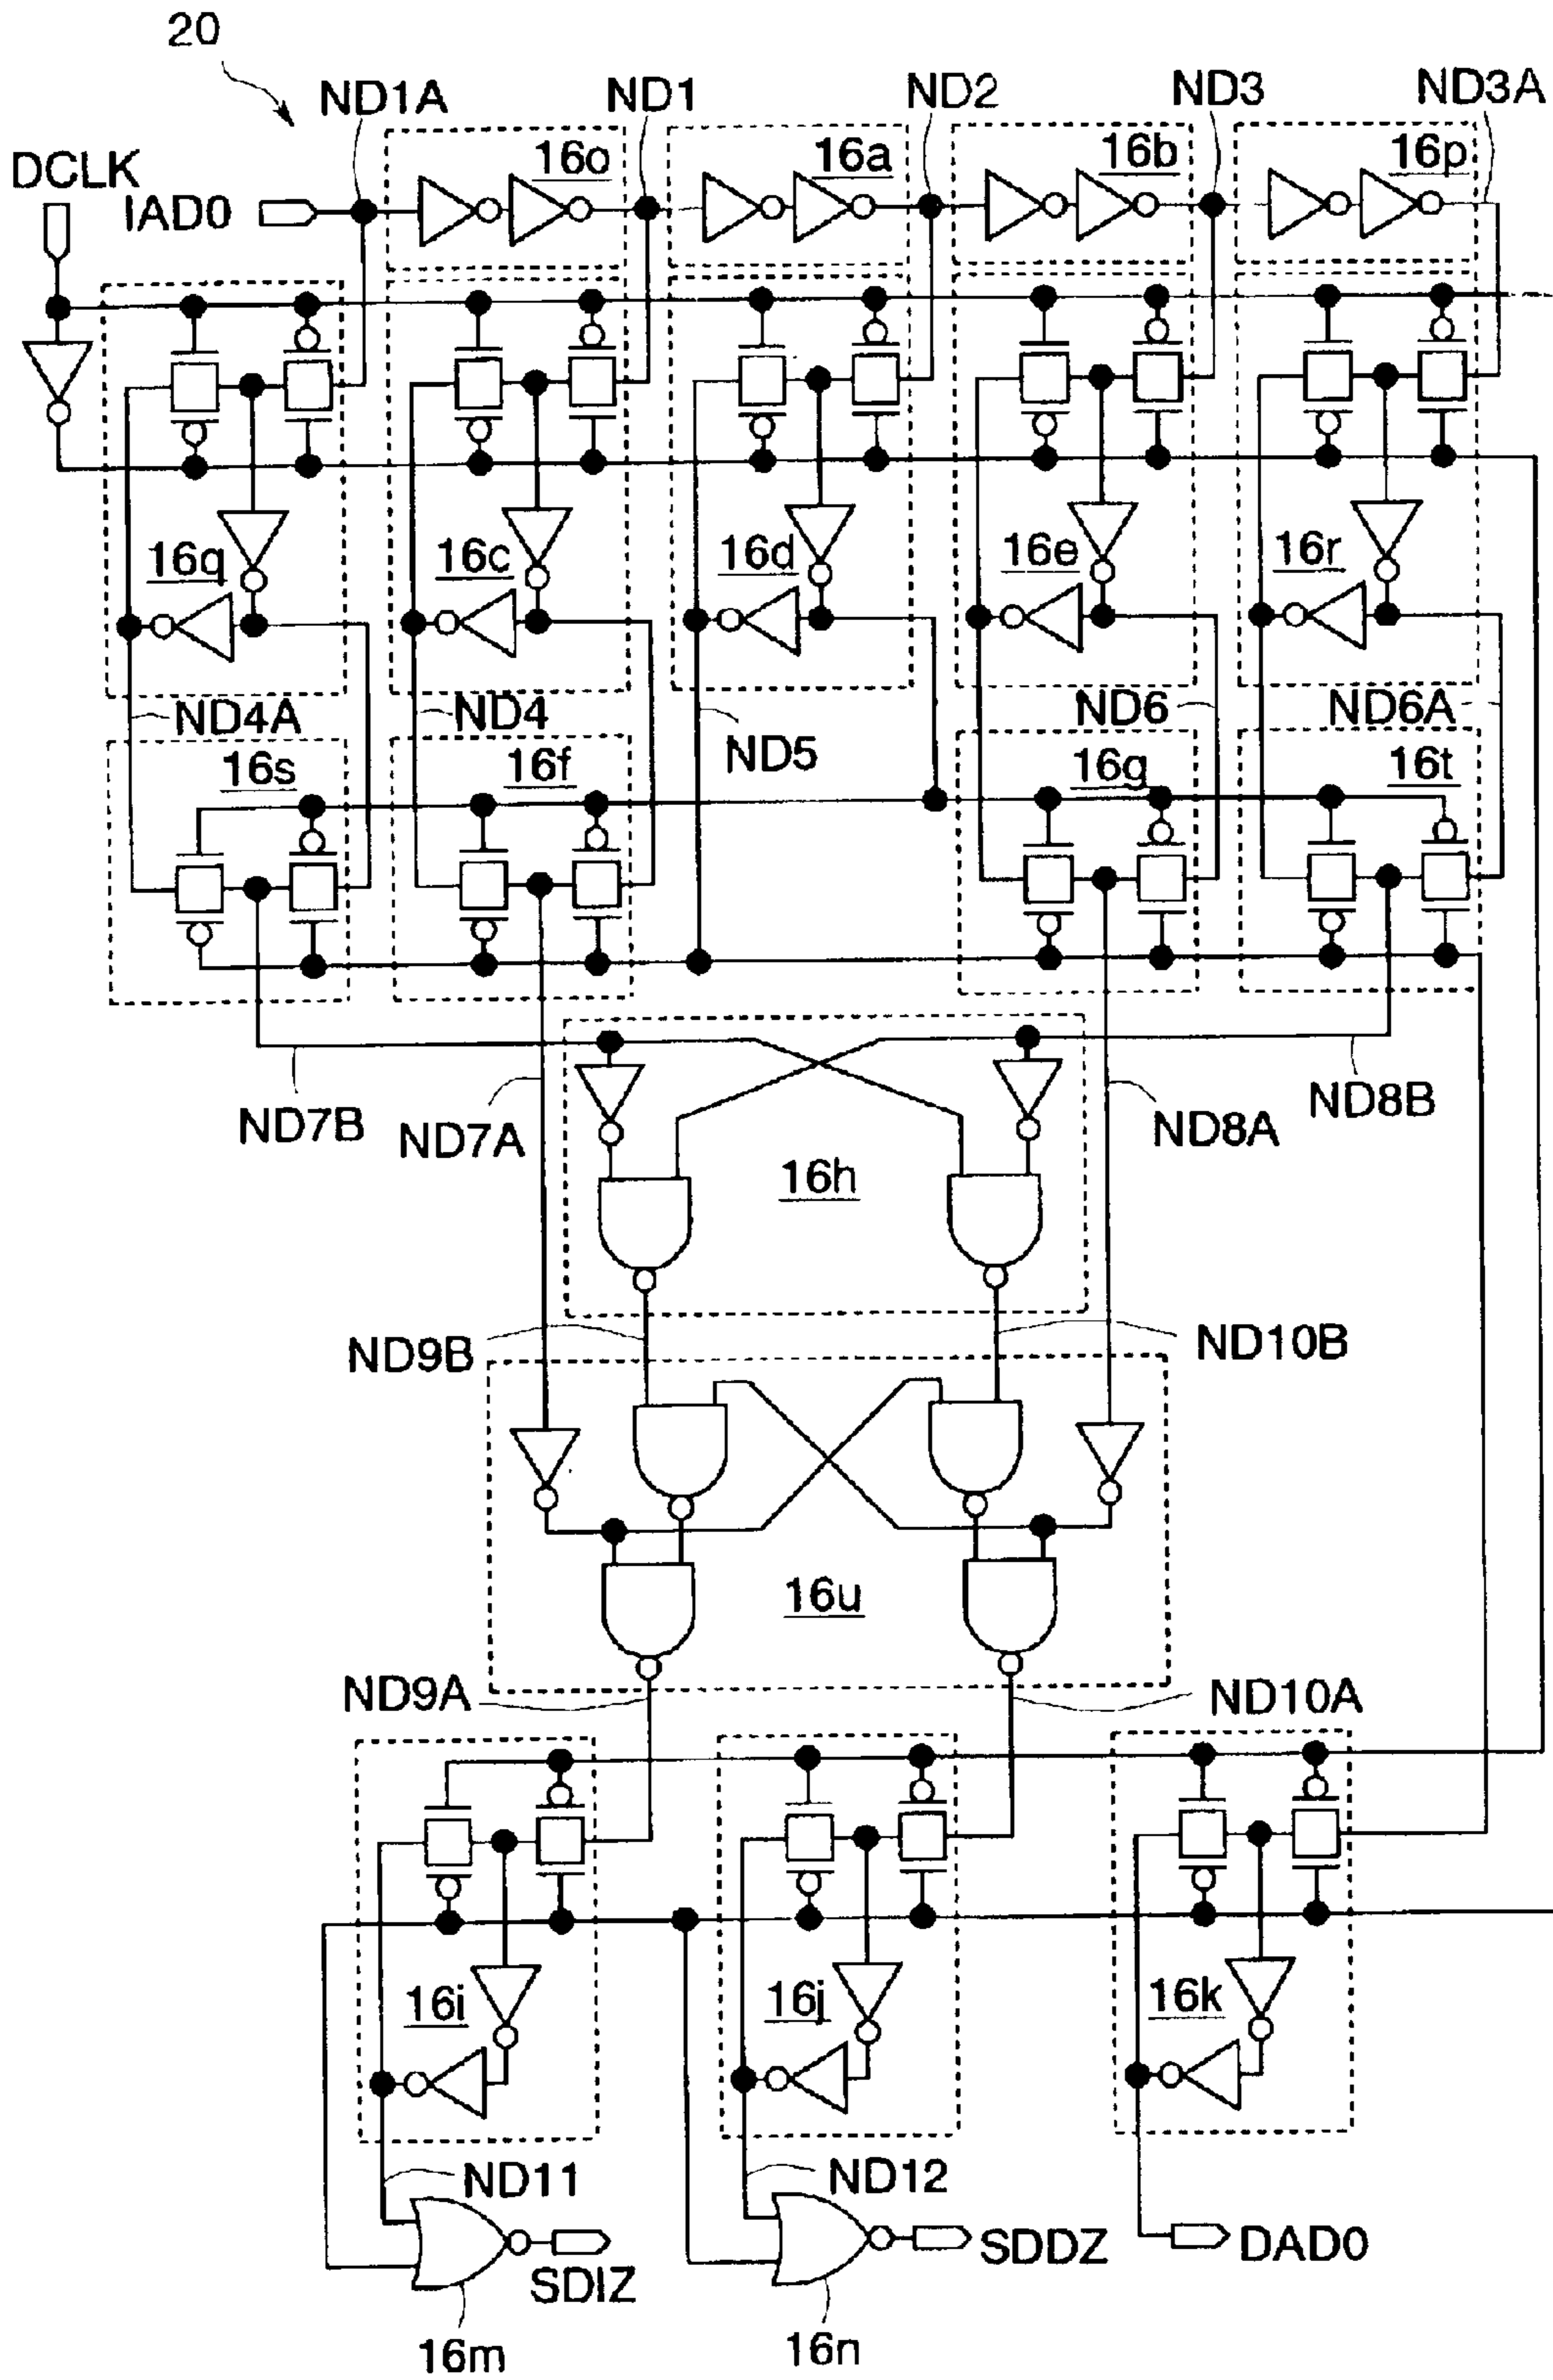 20
ND1A
ND1
ND2
ND3
ND3A
DCLK
IAD0
16o
16a
16b
16p
16q
16c
16d
16e
16r
ND4A
ND4
ND5
ND6
ND6A
16s
16f
16g
16t
ND7B
ND7A
16h
ND8A
ND8B
ND9B
ND10B
16u
ND9A
ND10A
16i
16j
16k
ND11
ND12
SDIZ
SDDZ
DAD0
16m
16n